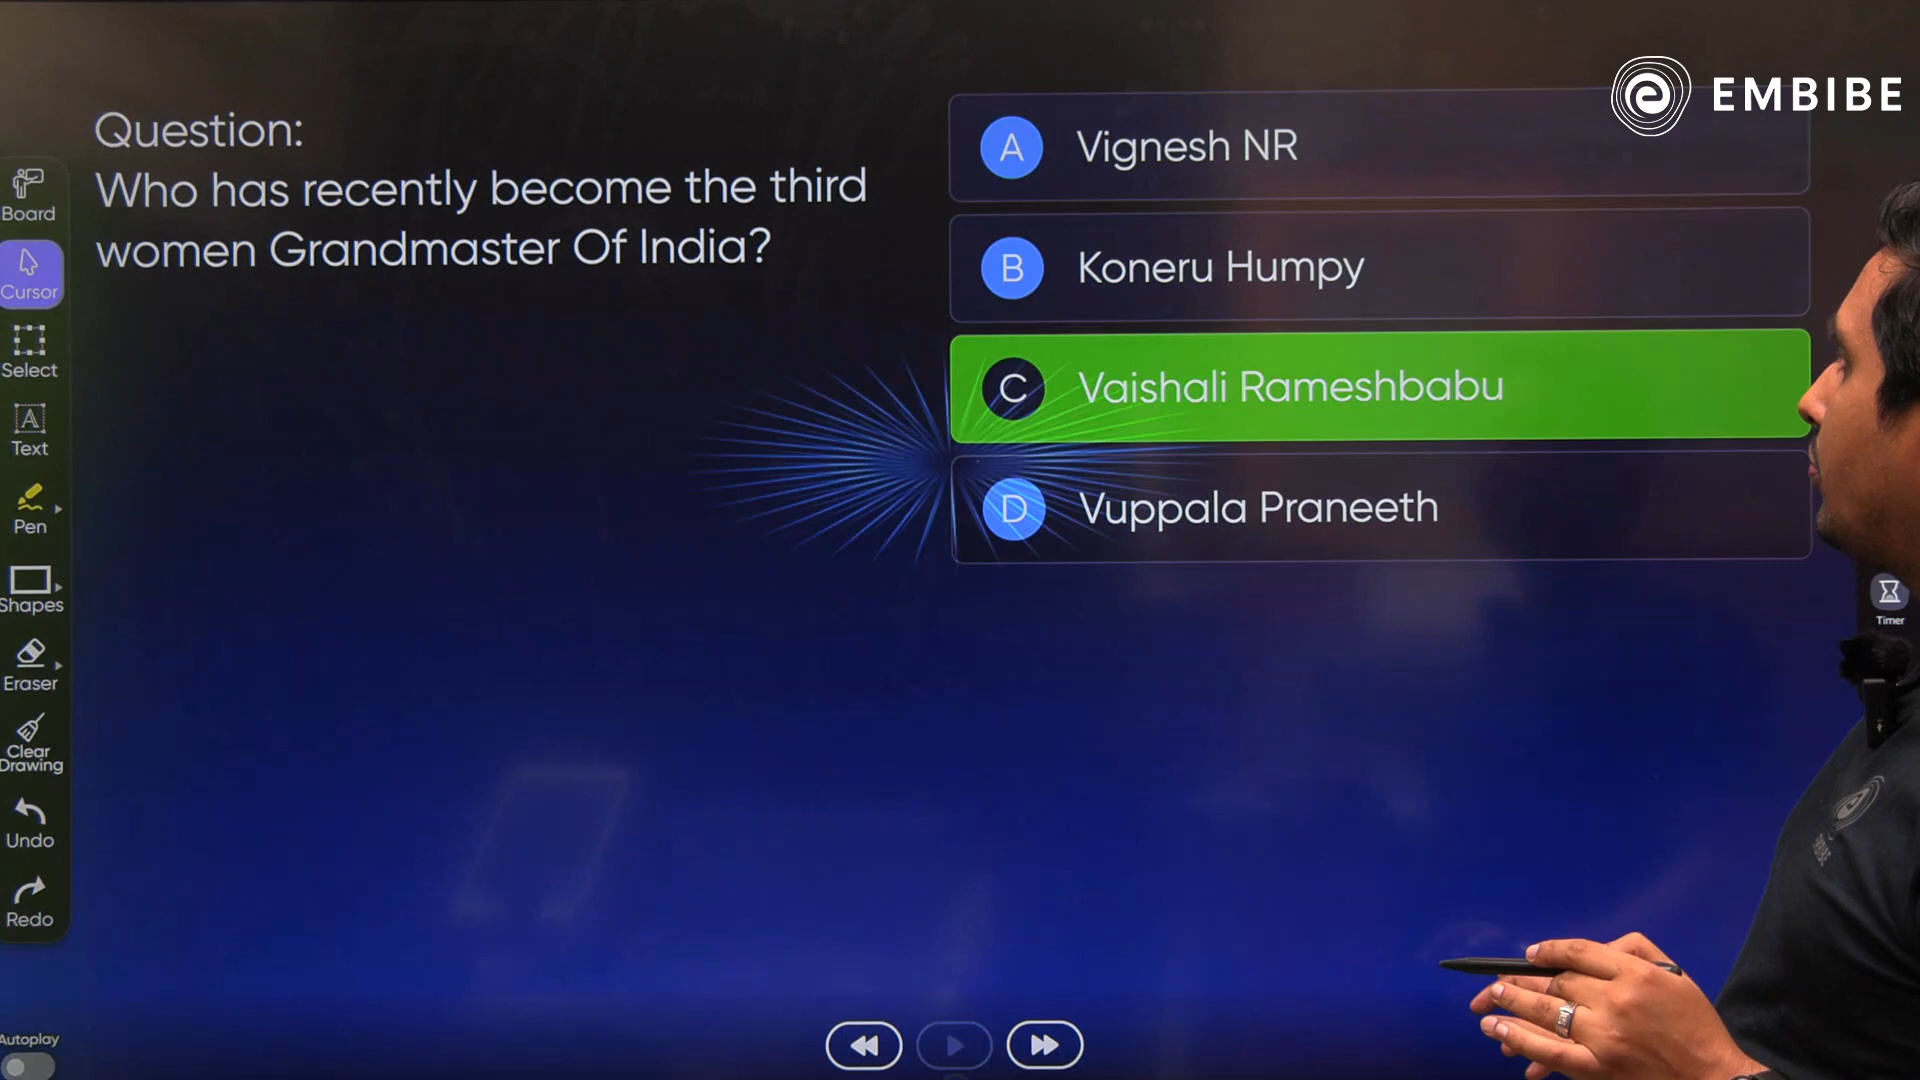 EMBIBE
Question:
Who has recently become the third
women Grandmaster Of India?
A Vignesh NR
B Koneru Humpy
C Vaishali Rameshbabu
D Vuppala Praneeth
Board
Cursor
Select
A
Text
Pen
Shapes
Eraser
Clear
Drawing
Undo
Redo
Autoplay
Timer